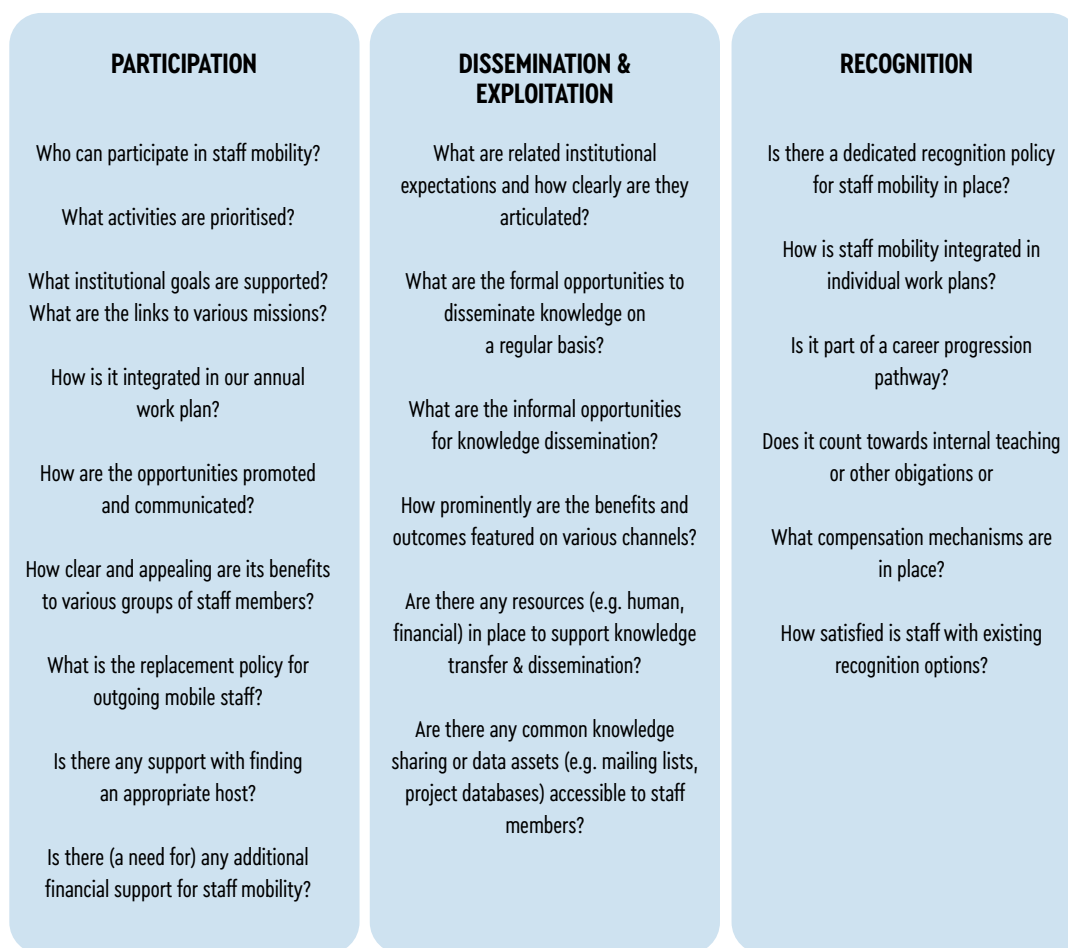 PARTICIPATION
Who can participate in staff mobility?
What activities are prioritised?
What institutional goals are supported?
What are the links to various missions?
How is it integrated in our annual
work plan?
How are the opportunities promoted
and communicated?
How clear and appealing are its benefits
to various groups of staff members?
What is the replacement policy for
outgoing mobile staff?
Is there any support with finding
an appropriate host?
Is there (a need for) any additional
financial support for staff mobility?
DISSEMINATION &
EXPLOITATION
What are related institutional
expectations and how clearly are they
articulated?
What are the formal opportunities to
disseminate knowledge on
a regular basis?
What are the informal opportunities
for knowledge dissemination?
How prominently are the benefits and
outcomes featured on various channels?
Are there any resources (e.g. human,
financial) in place to support knowledge
transfer & dissemination?
Are there any common knowledge
sharing or data assets (e.g. mailing lists,
project databases) accessible to staff
members?
RECOGNITION
Is there a dedicated recognition policy
for staff mobility in place?
How is staff mobility integrated in
individual work plans?
Is it part of a career progression
pathway?
Does it count towards internal teaching
or other obigations or
What compensation mechanisms are
in place?
How satisfied is staff with existing
recognition options?